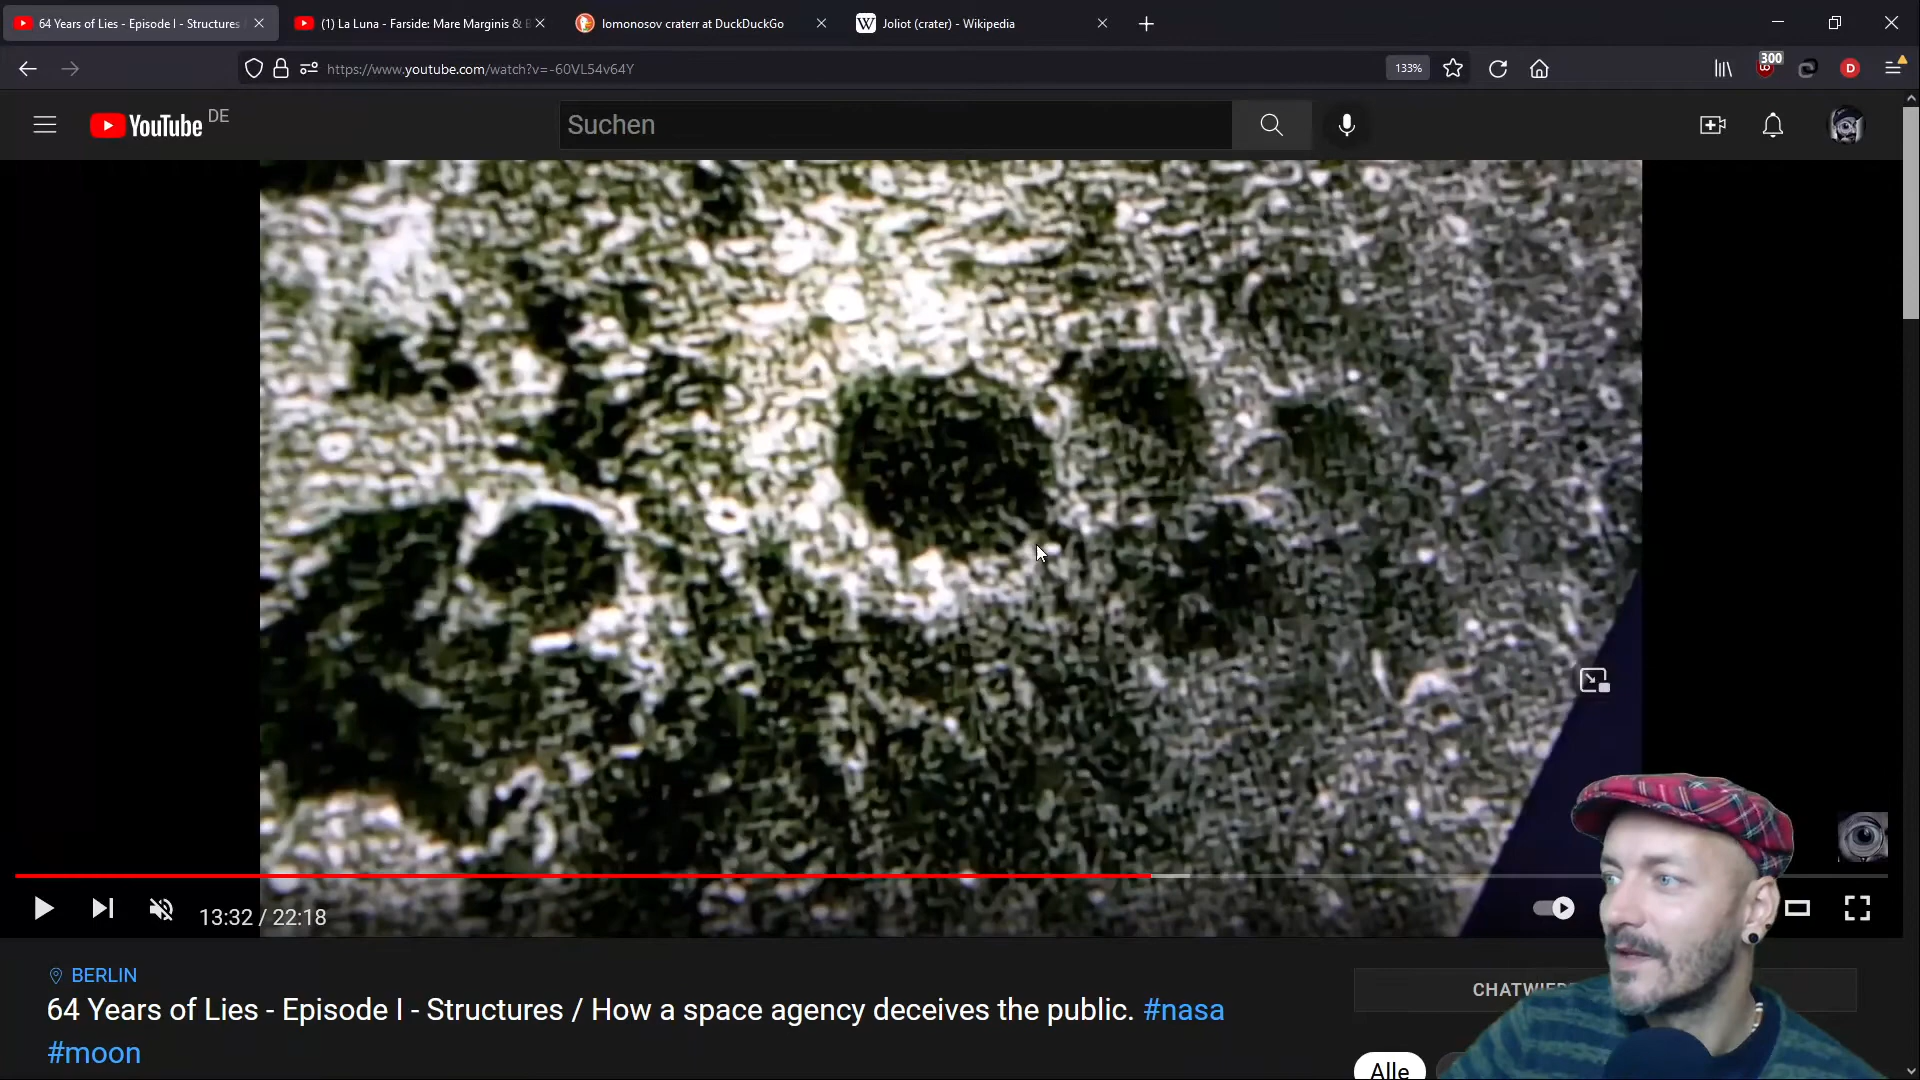 64 Years of Lies - Episode I - Structures
(1) La Luna - Farside: Mare Marginis &
lomonosov craterr at DuckDuckGo
Joliot (crater) - Wikipedia
https://www.youtube.com/watch?v=-60VL54v64Y
133%
300
D
YouTube DE
Suchen
13:32 / 22:18
BERLIN
64 Years of Lies - Episode I - Structures / How a space agency deceives the public. #nasa
#moon
Alle